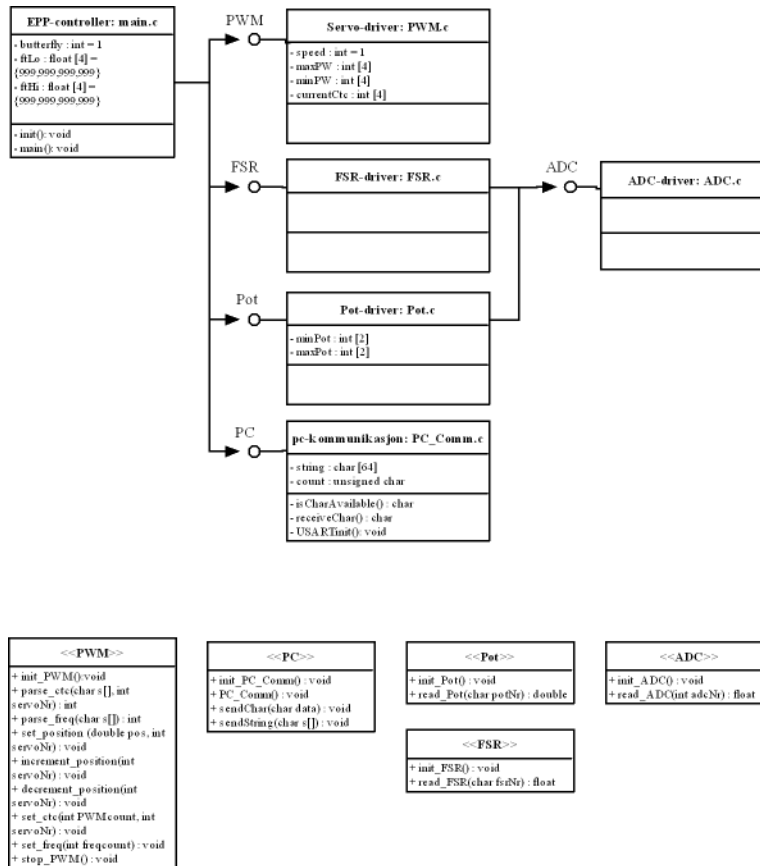 EPP-controller: main.c
- butterfly : int = 1
- ftLo : float [4] =
{999,999,999,999}
- ftHi : float [4] =
{999,999,999,999}
- init(): void
- main(): void
PWM
Servo-driver: PWM.c
- speed : int = 1
- maxPW : int [4]
- minPW : int [4]
- currentCtc : int [4]
FSR
FSR-driver: FSR.c
ADC
ADC-driver: ADC.c
Pot
Pot-driver: Pot.c
- minPot : int [2]
- maxPot : int [2]
PC
pc-kommunikasjon: PC_Comm.c
- string : char [64]
- count : unsigned char
- isCharAvailable() : char
- receiveChar() : char
- USARTinit(): void
<<PWM>>
+ init_PWM():void
+ parse_ctc(char s[], int
servoNr) : int
+ parse_freq(char s[]) : int
+ set_position (double pos, int
servoNr) : void
+ increment_position(int
servoNr) : void
+ decrement_position(int
servoNr) : void
+ set_ctc(int PWMcount, int
servoNr) : void
+ set_freq(int freqcount) : void
+ stop_PWM() : void
<<PC>>
+ init_PC_Comm() : void
+ PC_Comm() : void
+ sendChar(char data) : void
+ sendString(char s[]) : void
<<Pot>>
+ init_Pot() : void
+ read_Pot(char potNr) : double
<<ADC>>
+ init_ADC() : void
+ read_ADC(int adcNr) : float
<<FSR>>
+ init_FSR() : void
+ read_FSR(char fsrNr) : float